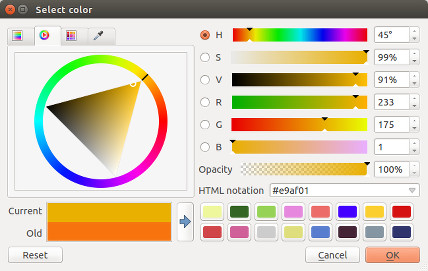 Select color
H 45°
S 99%
V 91%
R 233
G 175
B 1
Opacity 100%
HTML notation #e9af01
Current
Old
Reset Cancel OK